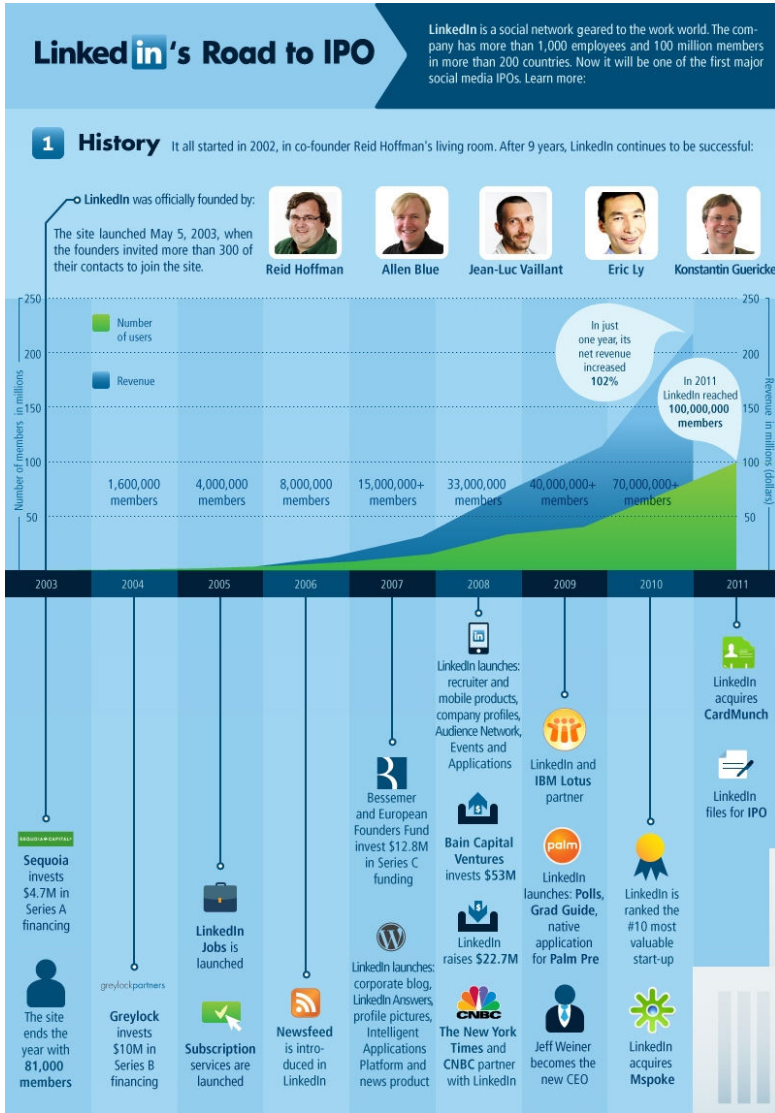 Linked in's Road to IPO
LinkedIn is a social network geared to the work world. The com-
pany has more than 1,000 employees and 100 million members
in more than 200 countries. Now it will be one of the first major
social media IPOs. Learn more:
1 History It all started in 2002, in co-founder Reid Hoffman's living room. After 9 years, LinkedIn continues to be successful:
LinkedIn was officially founded by:
The site launched May 5, 2003, when
the founders invited more than 300 of
their contacts to join the site.
Reid Hoffman
Allen Blue
Jean-Luc Vaillant
Eric Ly
Konstantin Guericke
Number of members in millions
250
200
150
100
50
Number
of users
Revenue
In just
one year, its
net revenue
increased
102%
In 2011
LinkedIn reached
100,000,000
members
250
200
150
100
50
Revenue in millions (dollars)
1,600,000
members
4,000,000
members
8,000,000
members
15,000,000+
members
33,000,000
members
40,000,000+
members
70,000,000+
members
2003 2004 2005 2006 2007 2008 2009 2010 2011
SEQUOIA CAPITAL
Sequoia
invests
$4.7M in
Series A
financing
The site
ends the
year with
81,000
members
greylockpartners
Greylock
invests
$10M in
Series B
financing
LinkedIn
Jobs is
launched
Subscription
services are
launched
Newsfeed
is intro-
duced in
LinkedIn
Bessemer
and European
Founders Fund
invest $12.8M
in Series C
funding
W
LinkedIn launches:
corporate blog,
LinkedIn Answers,
profile pictures,
Intelligent
Applications
Platform and
news product
in
LinkedIn launches:
recruiter and
mobile products,
company profiles,
Audience Network,
Events and
Applications
$
Bain Capital
Ventures
invests $53M
$
LinkedIn
raises $22.7M
CNBC
The New York
Times and
CNBC partner
with LinkedIn
LinkedIn and
IBM Lotus
partner
palm
LinkedIn
launches: Polls,
Grad Guide,
native
application
for Palm Pre
Jeff Weiner
becomes the
new CEO
LinkedIn is
ranked the
#10 most
valuable
start-up
LinkedIn
acquires
Mspoke
LinkedIn
acquires
CardMunch
LinkedIn
files for IPO